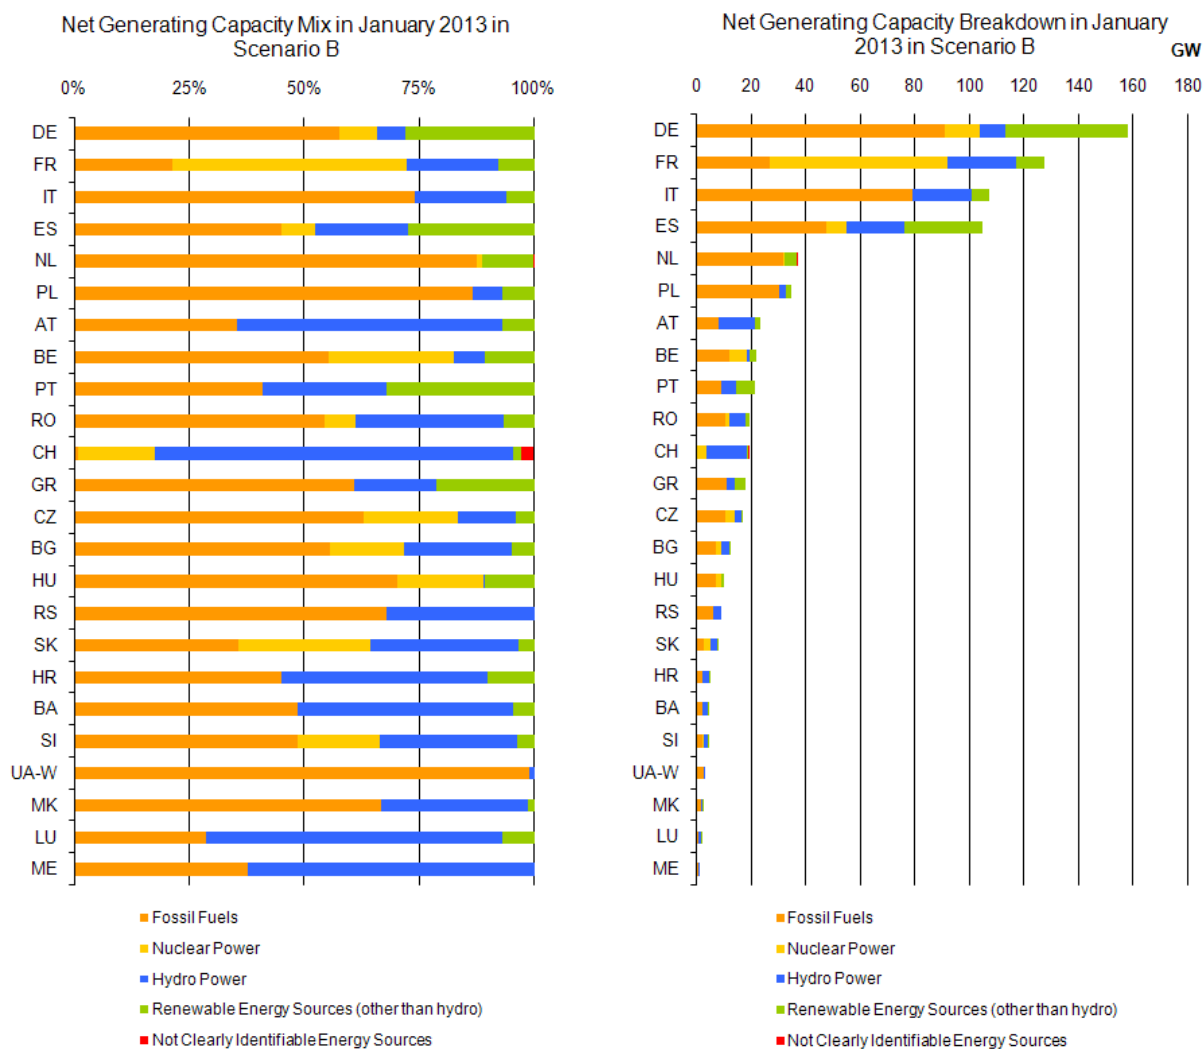 Net Generating Capacity Mix in January 2013 in
Scenario B
0% 25% 50% 75% 100%
DE
FR
IT
ES
NL
PL
AT
BE
PT
RO
CH
GR
CZ
BG
HU
RS
SK
HR
BA
SI
UA-W
MK
LU
ME
Fossil Fuels
Nuclear Power
Hydro Power
Renewable Energy Sources (other than hydro)
Not Clearly Identifiable Energy Sources
Net Generating Capacity Breakdown in January
2013 in Scenario B
GW
0 20 40 60 80 100 120 140 160 180
DE
FR
IT
ES
NL
PL
AT
BE
PT
RO
CH
GR
CZ
BG
HU
RS
SK
HR
BA
SI
UA-W
MK
LU
ME
Fossil Fuels
Nuclear Power
Hydro Power
Renewable Energy Sources (other than hydro)
Not Clearly Identifiable Energy Sources